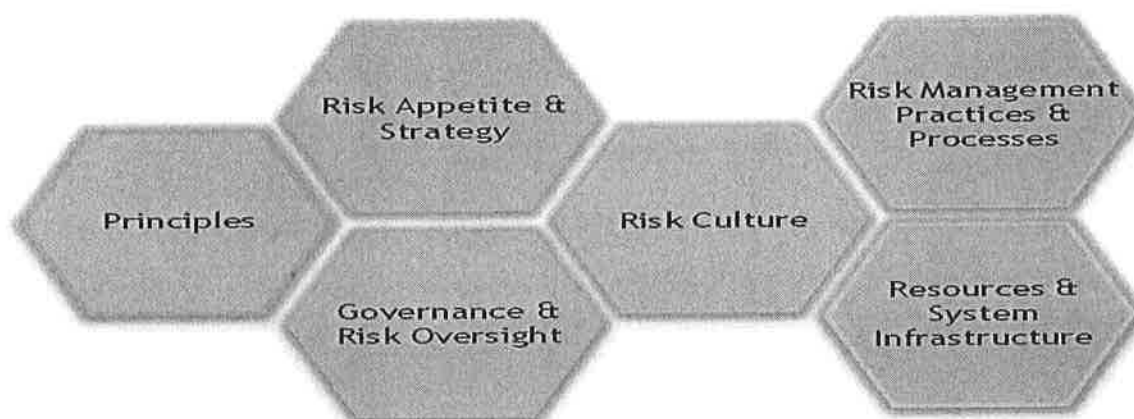 Principles
Risk Appetite &
Strategy
Governance &
Risk Oversight
Risk Culture
Risk Management
Practices &
Processes
Resources &
System
Infrastructure